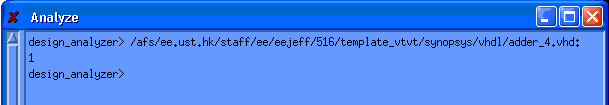 Analyze
design_analyzer> /afs/ee.ust.hk/staff/ee/eejeff/516/template_vtvt/synopsys/vhdl/adder_4.vhd:
1
design_analyzer>